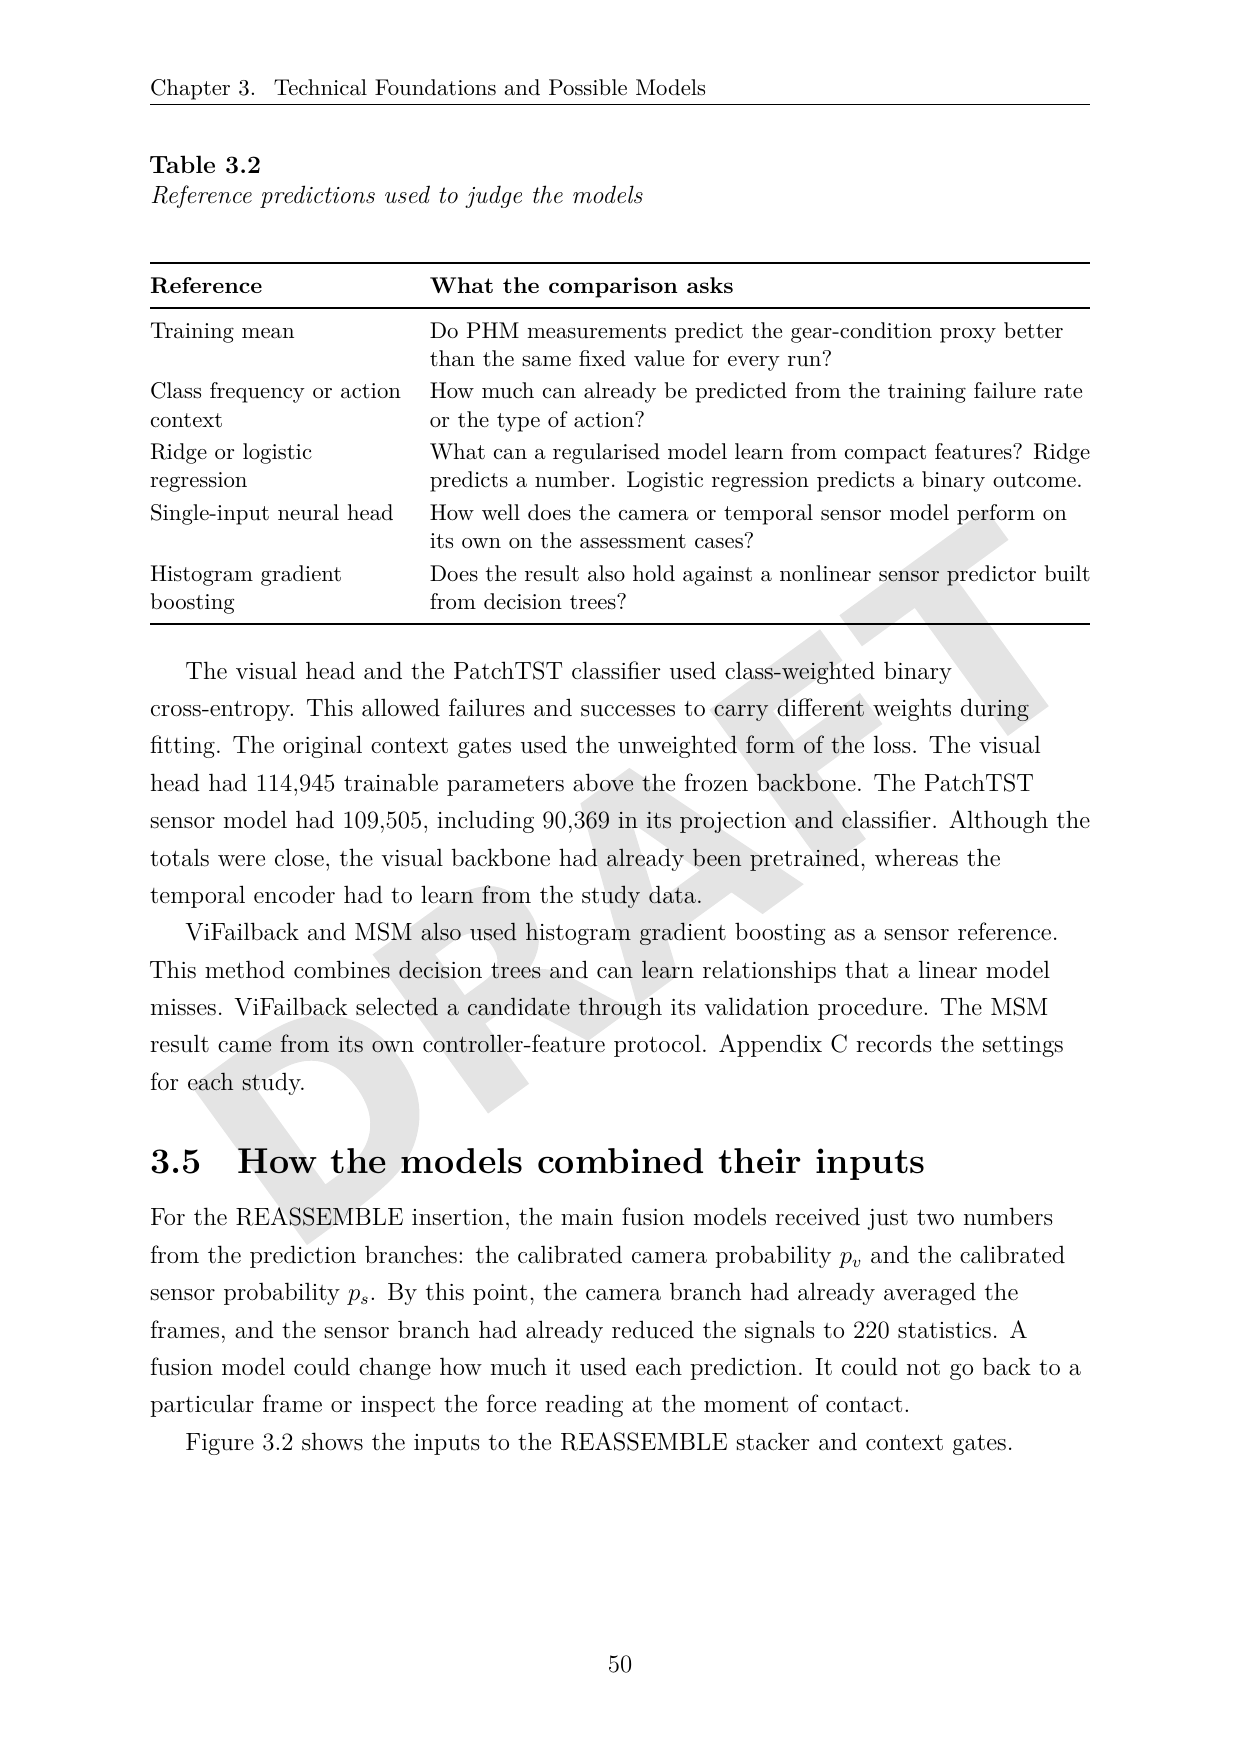 Chapter 3. Technical Foundations and Possible Models
Table 3.2
Reference predictions used to judge the models
Reference What the comparison asks
Training mean Do PHM measurements predict the gear-condition proxy better
than the same fixed value for every run?
Class frequency or action How much can already be predicted from the training failure rate
context or the type of action?
Ridge or logistic What can a regularised model learn from compact features? Ridge
regression predicts a number. Logistic regression predicts a binary outcome.
Single-input neural head How well does the camera or temporal sensor model perform on
its own on the assessment cases?
Histogram gradient Does the result also hold against a nonlinear sensor predictor built
boosting from decision trees?
The visual head and the PatchTST classifier used class-weighted binary
cross-entropy. This allowed failures and successes to carry different weights during
fitting. The original context gates used the unweighted form of the loss. The visual
head had 114,945 trainable parameters above the frozen backbone. The PatchTST
sensor model had 109,505, including 90,369 in its projection and classifier. Although the
totals were close, the visual backbone had already been pretrained, whereas the
temporal encoder had to learn from the study data.
ViFailback and MSM also used histogram gradient boosting as a sensor reference.
This method combines decision trees and can learn relationships that a linear model
misses. ViFailback selected a candidate through its validation procedure. The MSM
result came from its own controller-feature protocol. Appendix C records the settings
for each study.
3.5 How the models combined their inputs
For the REASSEMBLE insertion, the main fusion models received just two numbers
from the prediction branches: the calibrated camera probability pᵥ and the calibrated
sensor probability pₛ. By this point, the camera branch had already averaged the
frames, and the sensor branch had already reduced the signals to 220 statistics. A
fusion model could change how much it used each prediction. It could not go back to a
particular frame or inspect the force reading at the moment of contact.
Figure 3.2 shows the inputs to the REASSEMBLE stacker and context gates.
50
DRAFT